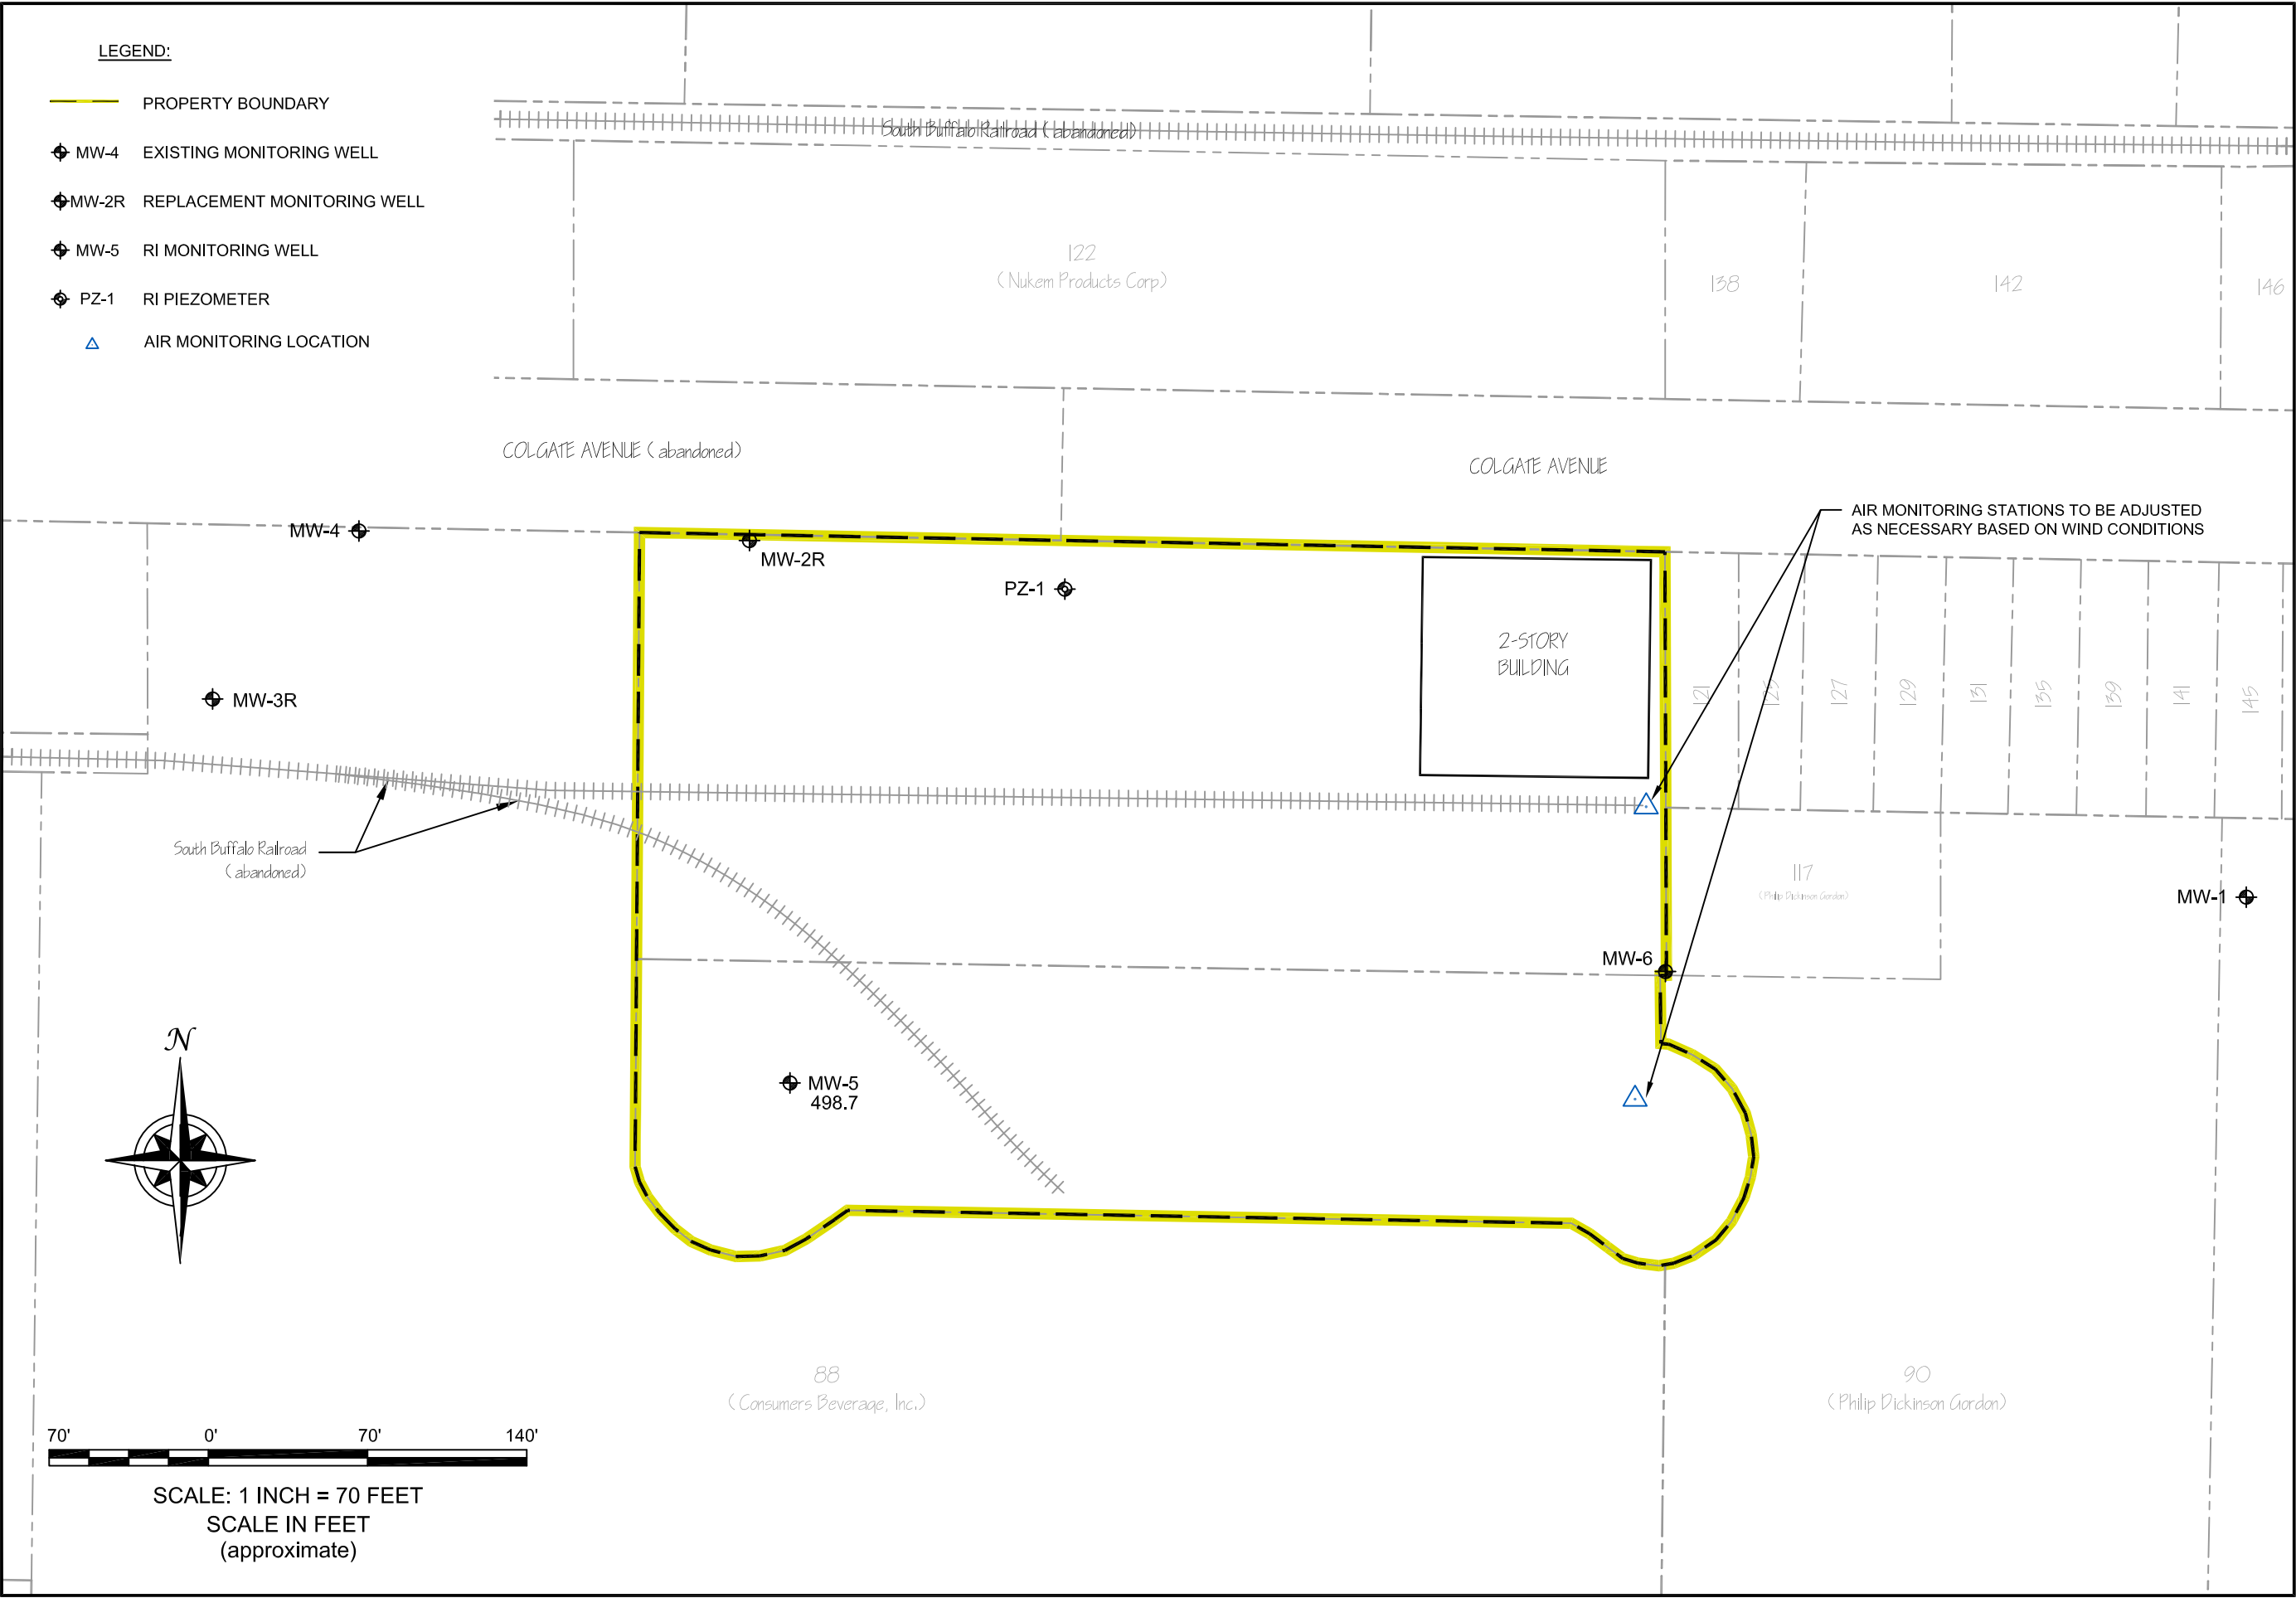 LEGEND:
PROPERTY BOUNDARY
MW-4 EXISTING MONITORING WELL
MW-2R REPLACEMENT MONITORING WELL
MW-5 RI MONITORING WELL
PZ-1 RI PIEZOMETER
AIR MONITORING LOCATION
South Buffalo Railroad (abandoned)
122
(Nukem Products Corp)
138
142
146
COLGATE AVENUE (abandoned)
COLGATE AVENUE
AIR MONITORING STATIONS TO BE ADJUSTED
AS NECESSARY BASED ON WIND CONDITIONS
MW-4
MW-2R
PZ-1
2-STORY
BUILDING
MW-3R
121
125
127
129
131
135
139
141
145
South Buffalo Railroad
(abandoned)
117
(Philip Dickinson Gordon)
MW-1
MW-6
N
MW-5
498.7
88
(Consumers Beverage, Inc.)
90
(Philip Dickinson Gordon)
70' 0' 70' 140'
SCALE: 1 INCH = 70 FEET
SCALE IN FEET
(approximate)